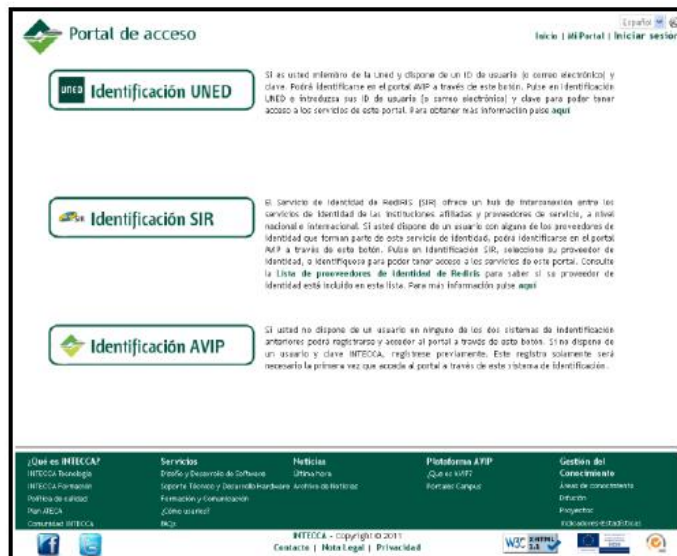 Español
Portal de acceso
Inicio | Mi Portal | Iniciar sesión
UNED Identificación UNED
Si es usted miembro de la Uned y dispone de un ID de usuario (o correo electrónico) y
clave. Podrá identificarse en el portal AVIP a través de este botón. Pulse en Identificación
UNED e introduzca sus ID de usuario (o correo electrónico) y clave para poder tener
acceso a los servicios de este portal. Para obtener más información pulse aquí
Identificación SIR
El Servicio de Identidad de RedIRIS (SIR) ofrece un hub de interconexión entre los
servicios de identidad de las instituciones afiliadas y proveedores de servicio, a nivel
nacional e internacional. Si usted dispone de un usuario con alguno de los proveedores de
identidad que forman parte de este servicio de identidad, podrá identificarse en el portal
AVIP a través de este botón. Pulse en Identificación SIR, seleccione su proveedor de
identidad, e identifíquese para poder tener acceso a los servicios de este portal. Consulte
la Lista de proveedores de identidad de Rediris para saber si su proveedor de
identidad está incluido en esta lista. Para más información pulse aquí
Identificación AVIP
Si usted no dispone de un usuario en ninguno de los dos sistemas de indentificación
anteriores podrá registrarse y acceder al portal a través de este botón. Si no dispone de
un usuario y clave INTECCA, regístrese previamente. Este registro solamente será
necesario la primera vez que acceda al portal a través de este sistema de identificación.
¿Qué es INTECCA?
INTECCA Tecnología
INTECCA Formación
Política de calidad
Plan ATECA
Comunidad INTECCA
Servicios
Diseño y Desarrollo de Software
Soporte Técnico y Desarrollo Hardware
Formación y Comunicación
¿Cómo usarlos?
FAQs
Noticias
Última hora
Archivo de Noticias
Plataforma AVIP
¿Que es AVIP?
Portales Campus
Gestión del
Conocimiento
Áreas de conocimiento
Difusión
Proyectos
Indicadores-Estadísticas
INTECCA - Copyright © 2011
Contacto | Nota Legal | Privacidad
W3C XHTML 1.1